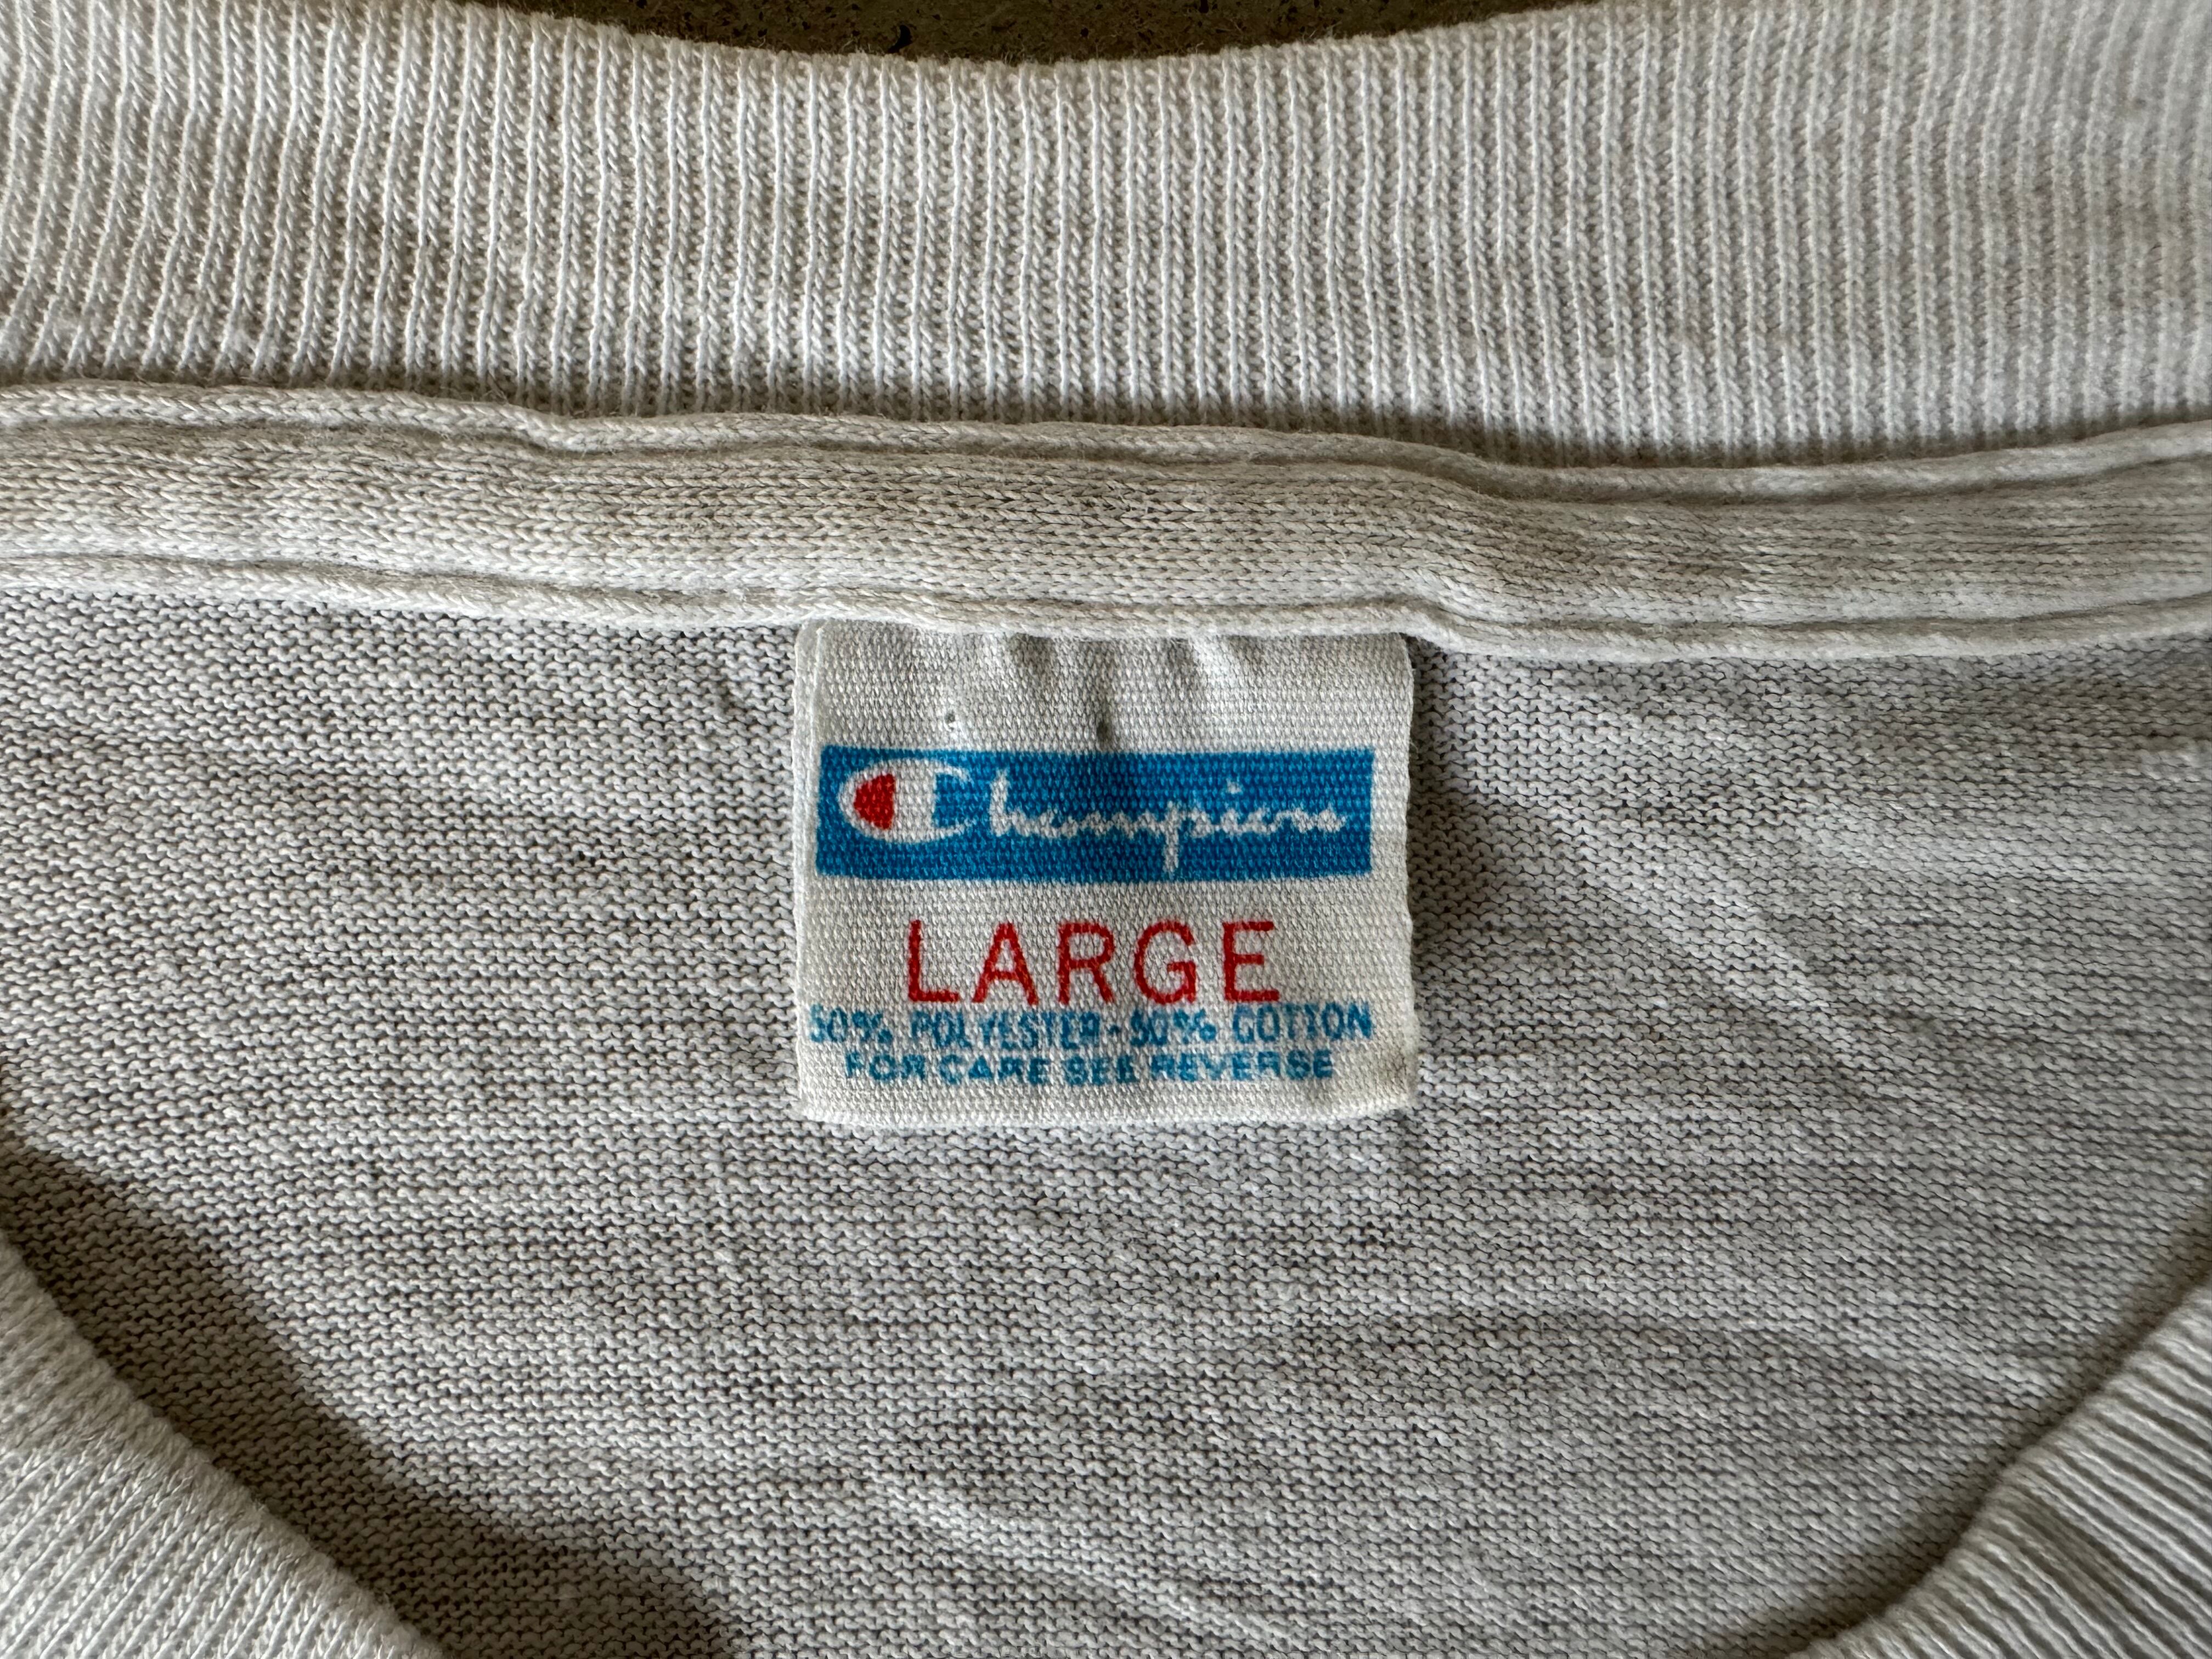 Champion
LARGE
50% POLYESTER-50% COTTON
FOR CARE SEE REVERSE